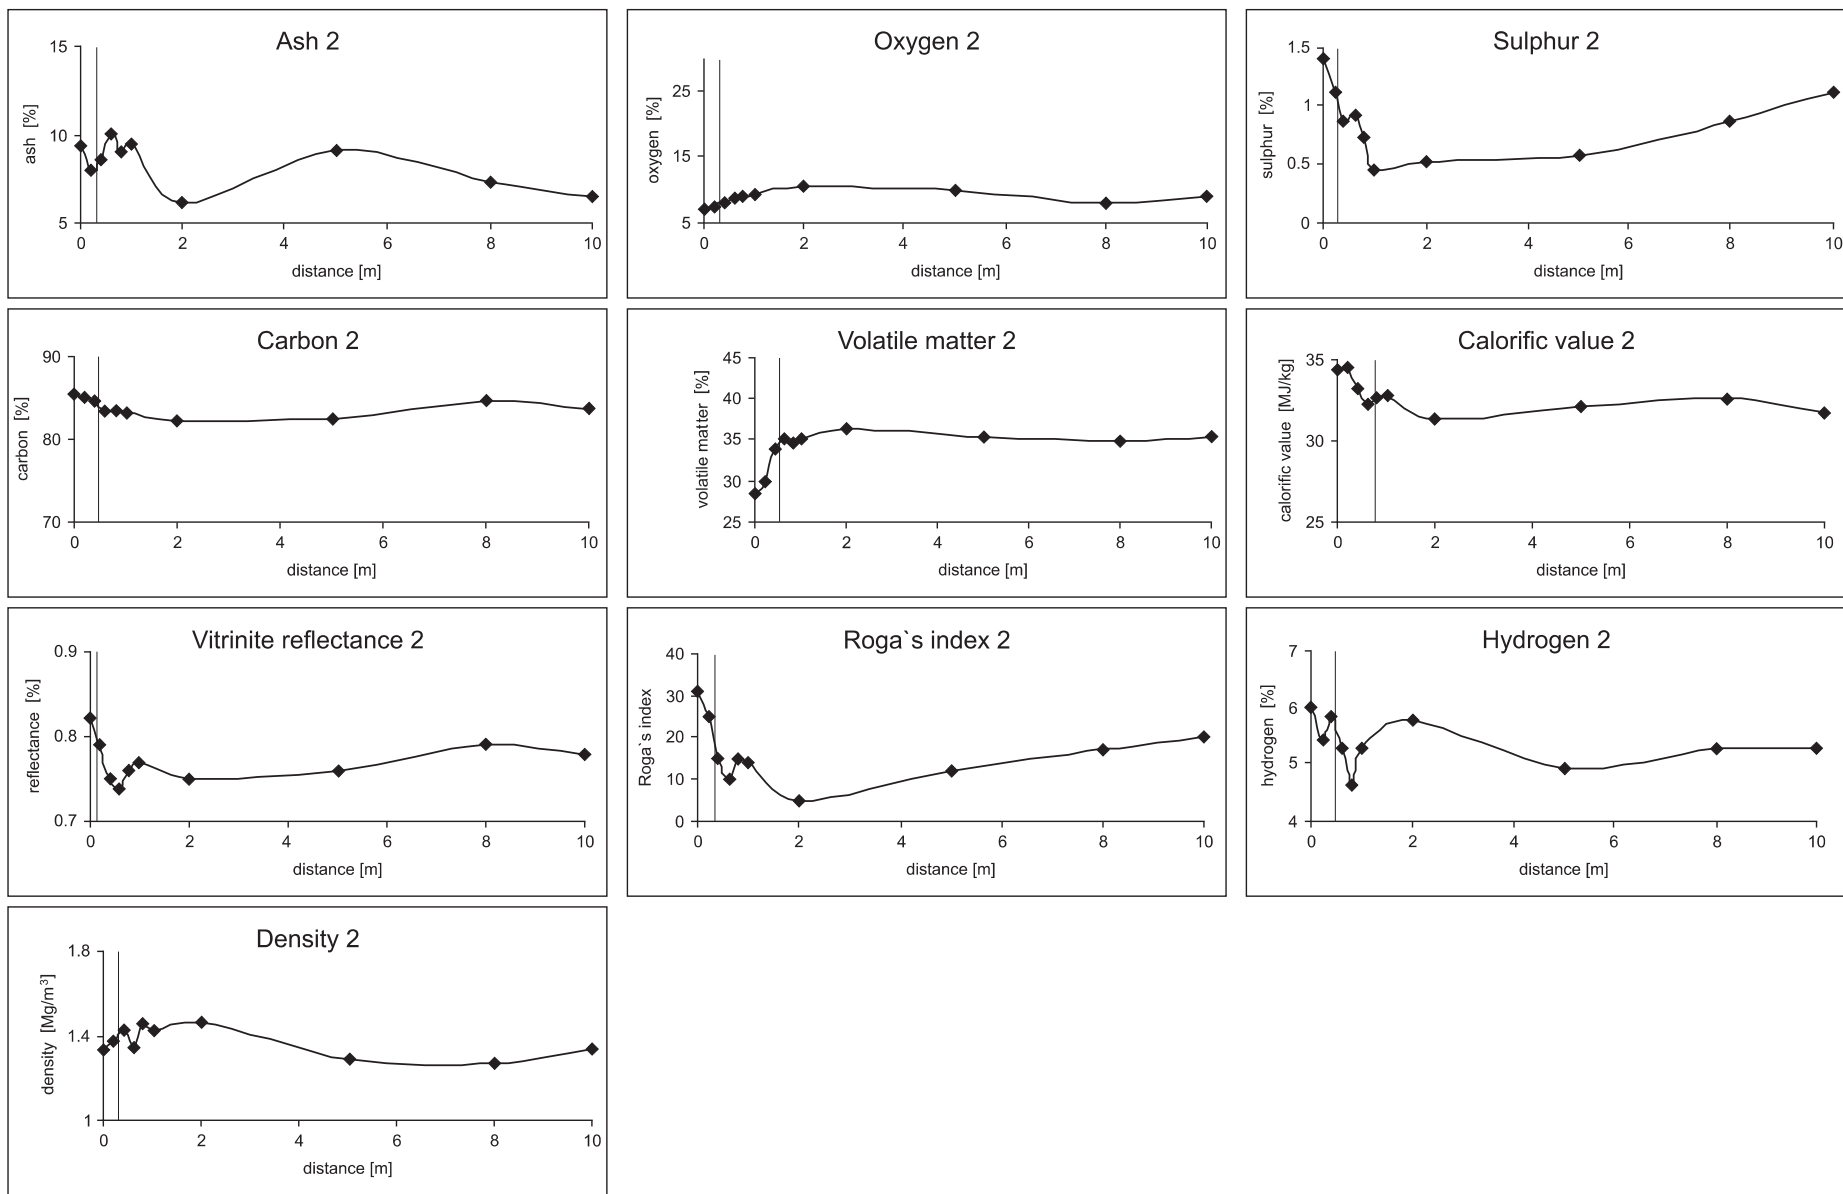 Ash 2
15
10
5
ash [%]
0 2 4 6 8 10
distance [m]
Oxygen 2
25
15
5
oxygen [%]
0 2 4 6 8 10
distance [m]
Sulphur 2
1.5
1
0.5
0
sulphur [%]
0 2 4 6 8 10
distance [m]
Carbon 2
90
80
70
carbon [%]
0 2 4 6 8 10
distance [m]
Volatile matter 2
45
40
35
30
25
volatile matter [%]
0 2 4 6 8 10
distance [m]
Calorific value 2
35
30
25
calorific value [MJ/kg]
0 2 4 6 8 10
distance [m]
Vitrinite reflectance 2
0.9
0.8
0.7
reflectance [%]
0 2 4 6 8 10
distance [m]
Roga`s index 2
40
30
20
10
0
Roga`s index
0 2 4 6 8 10
distance [m]
Hydrogen 2
7
6
5
4
hydrogen [%]
0 2 4 6 8 10
distance [m]
Density 2
1.8
1.4
1
density [Mg/m³]
0 2 4 6 8 10
distance [m]